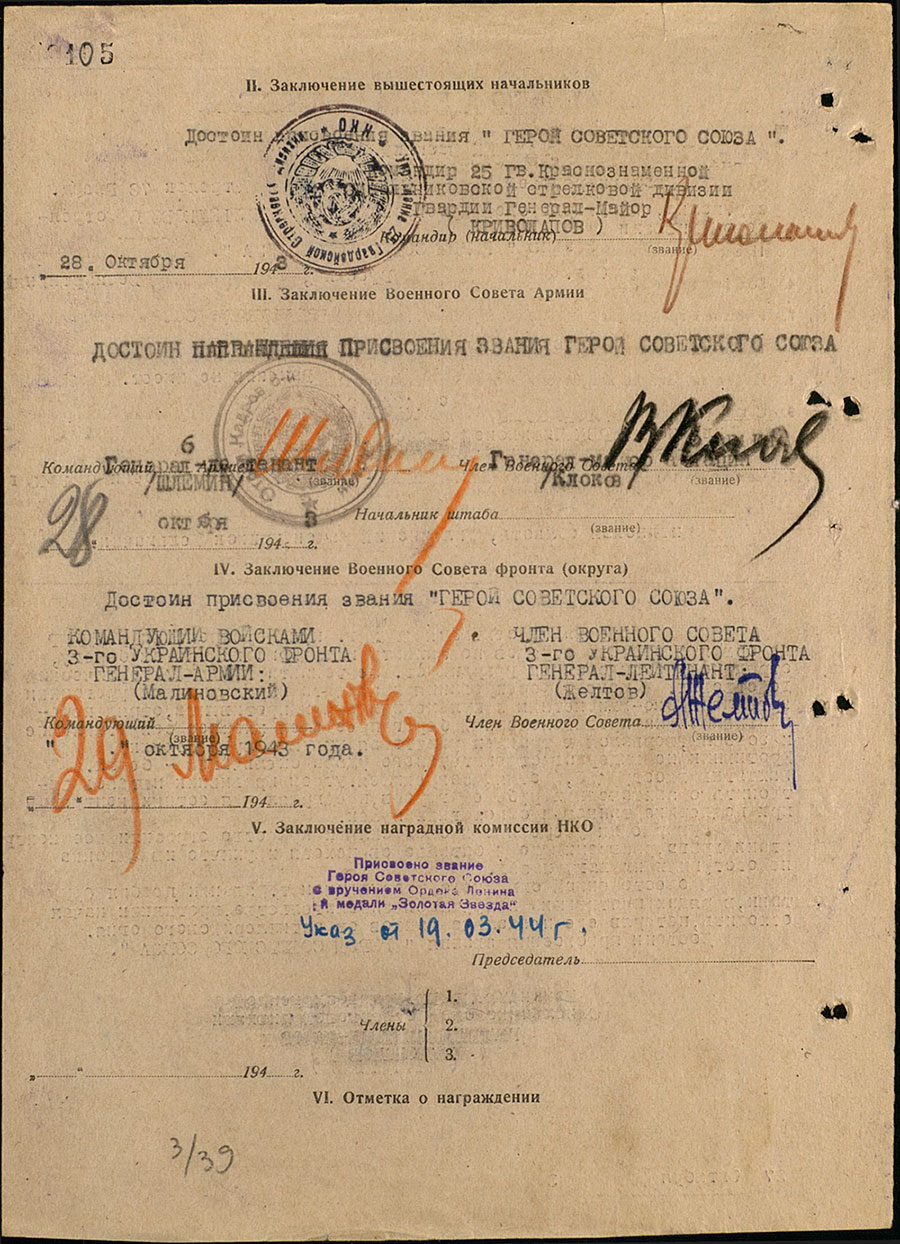 105
II. Заключение вышестоящих начальников
Достоин присвоения звания " ГЕРОЙ СОВЕТСКОГО СОЮЗА ".
25 Гв.Краснознаменной
стрелковой дивизии
Гвардии Генерал-Майор
( КРИВОЛАПОВ )
Командир (начальник)
(звание)
„ 28 " Октября 1943 г.
III. Заключение Военного Совета Армии
ДОСТОИН НАГРАЖДЕНИЯ ПРИСВОЕНИЯ ЗВАНИЯ ГЕРОЙ СОВЕТСКОГО СОЮЗА
Командующий 6 Армией Член Военного Совета
Генерал-лейтенант Генерал-майор авиации
/ШЛЕМИН/ (звание) /Клоков/ (звание)
28 октября 3 Начальник штаба
(звание)
194 г.
IV. Заключение Военного Совета фронта (округа)
Достоин присвоения звания "ГЕРОЙ СОВЕТСКОГО СОЮЗА".
КОМАНДУЮЩИЙ ВОЙСКАМИ ЧЛЕН ВОЕННОГО СОВЕТА
3-го УКРАИНСКОГО ФРОНТА 3-го УКРАИНСКОГО ФРОНТА
ГЕНЕРАЛ-АРМИИ: ГЕНЕРАЛ-ЛЕЙТЕНАНТ:
(Малиновский) (Желтов)
Командующий Член Военного Совета
(звание) (звание)
" 29 " октября 1943 года.
„ " 194 г.
V. Заключение наградной комиссии НКО
Присвоено звание
Героя Советского Союза
с вручением Ордена Ленина
и медали „Золотая Звезда"
Указ от 19.03.44 г.
Председатель
1.
Члены 2.
3.
„ " 194 г.
VI. Отметка о награждении
3/39